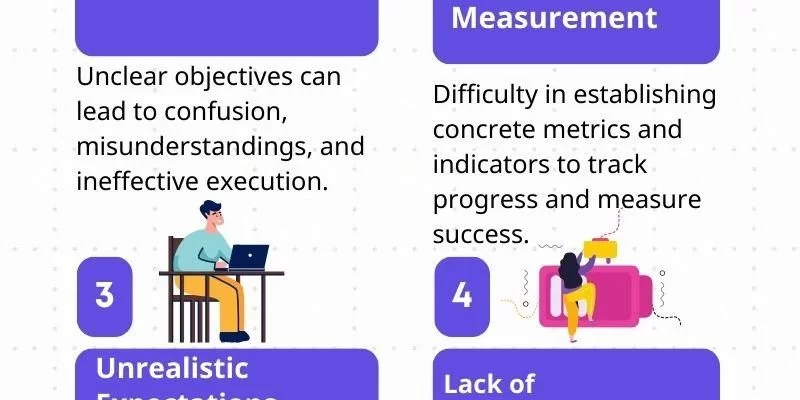 Measurement
Unclear objectives can
lead to confusion,
misunderstandings, and
ineffective execution.
Difficulty in establishing
concrete metrics and
indicators to track
progress and measure
success.
3
4
Unrealistic
Expectations
Lack of